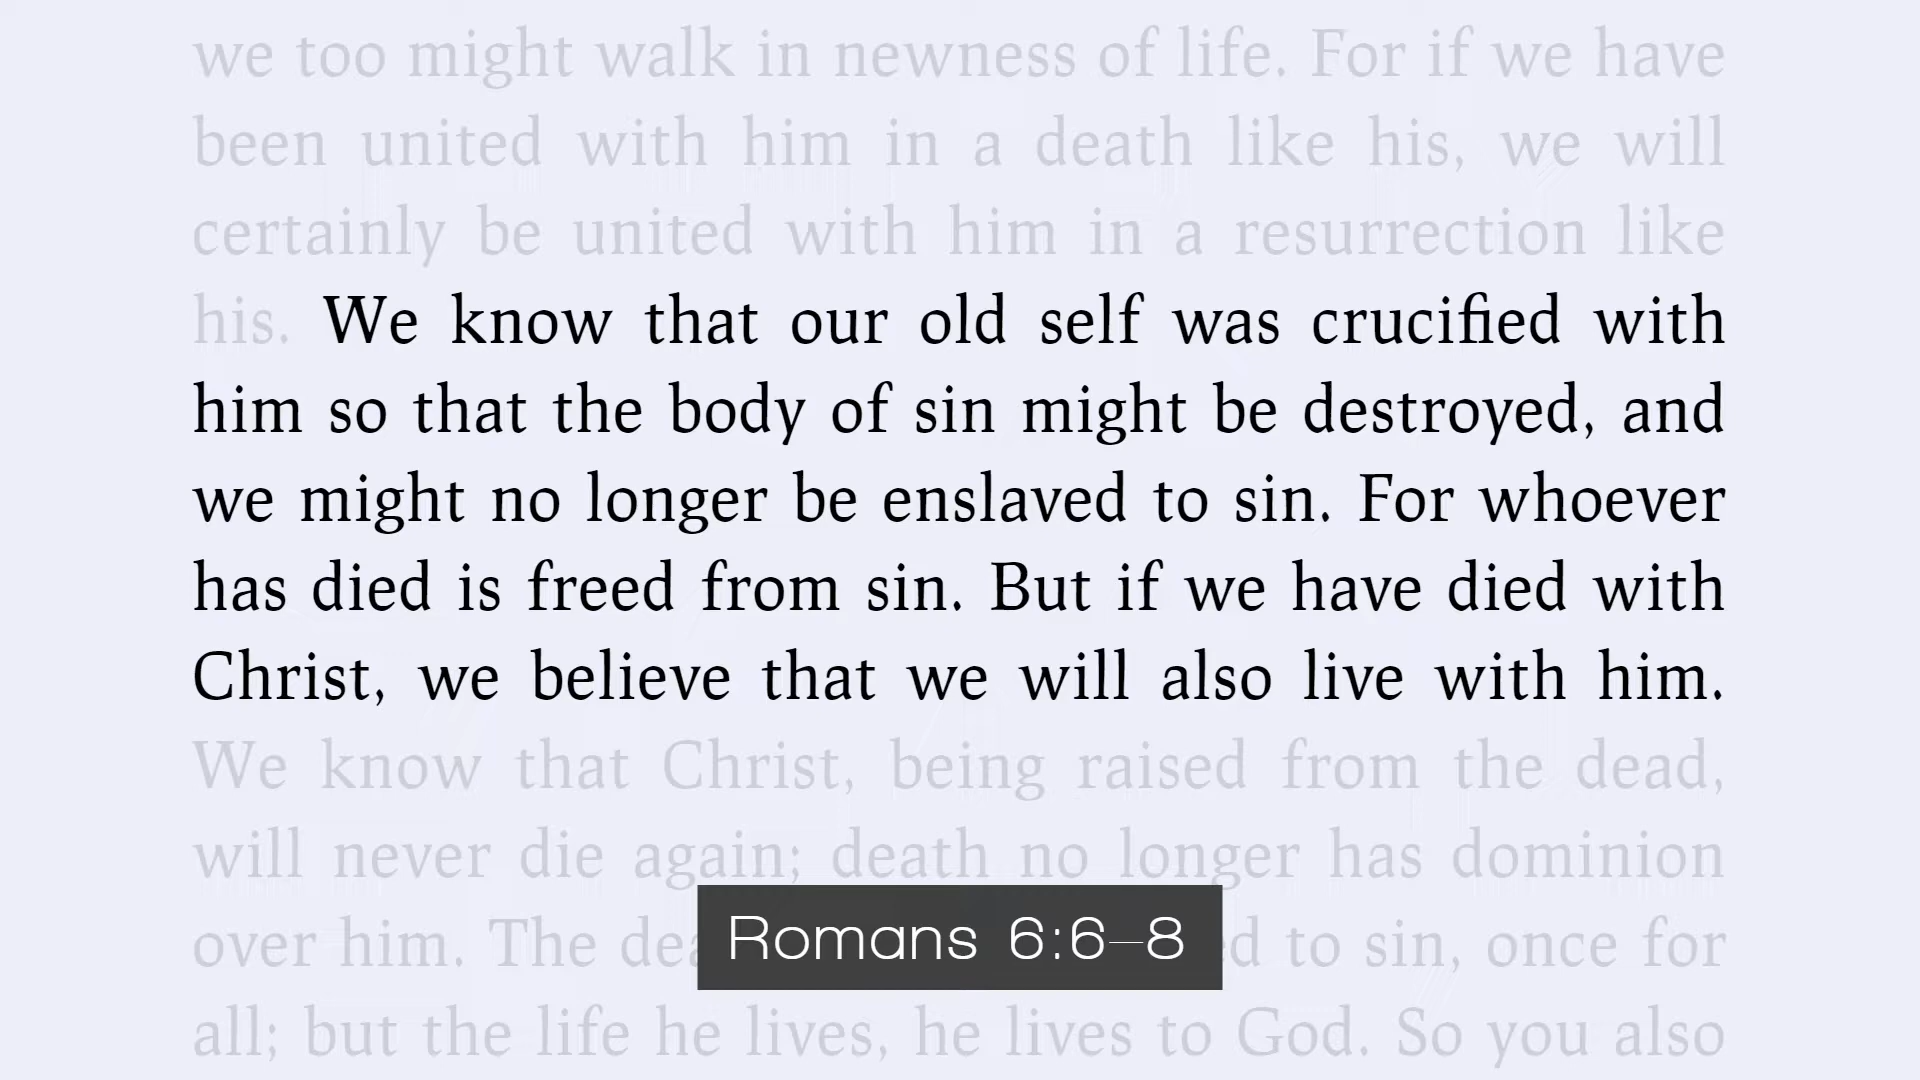 we too might walk in newness of life. For if we have
been united with him in a death like his, we will
certainly be united with him in a resurrection like
his. We know that our old self was crucified with
him so that the body of sin might be destroyed, and
we might no longer be enslaved to sin. For whoever
has died is freed from sin. But if we have died with
Christ, we believe that we will also live with him.
We know that Christ, being raised from the dead,
will never die again; death no longer has dominion
over him. The to sin, once for
Romans 6:6–8
all; but the life he lives, he lives to God. So you also